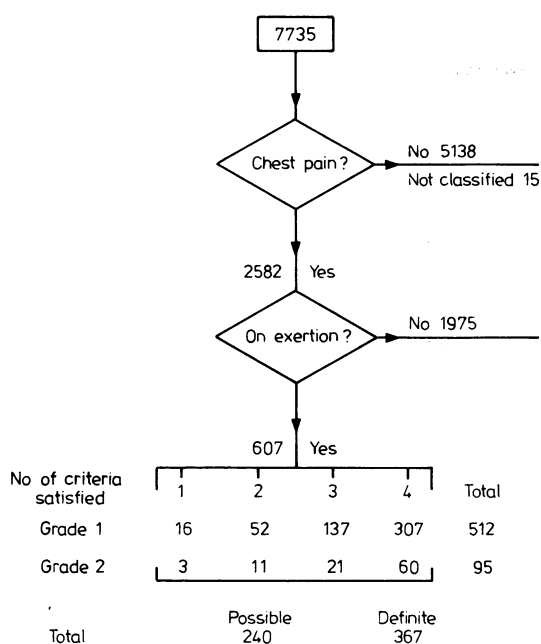 7735
Chest pain?
No 5138
Not classified 15
2582 Yes
On exertion?
No 1975
607 Yes
No of criteria satisfied 1 2 3 4 Total
Grade 1 16 52 137 307 512
Grade 2 3 11 21 60 95
Possible Definite
Total 240 367